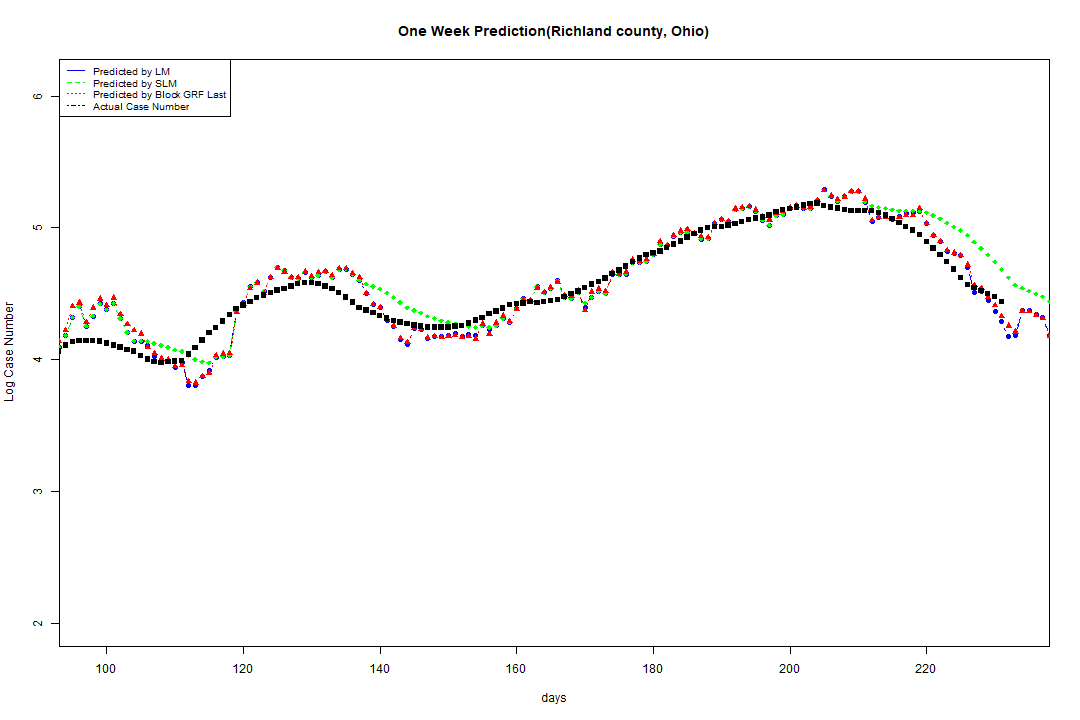 One Week Prediction(Richland county, Ohio)
Predicted by LM
Predicted by SLM
Predicted by Block GRF Last
Actual Case Number
6
5
4
3
2
Log Case Number
100 120 140 160 180 200 220
days